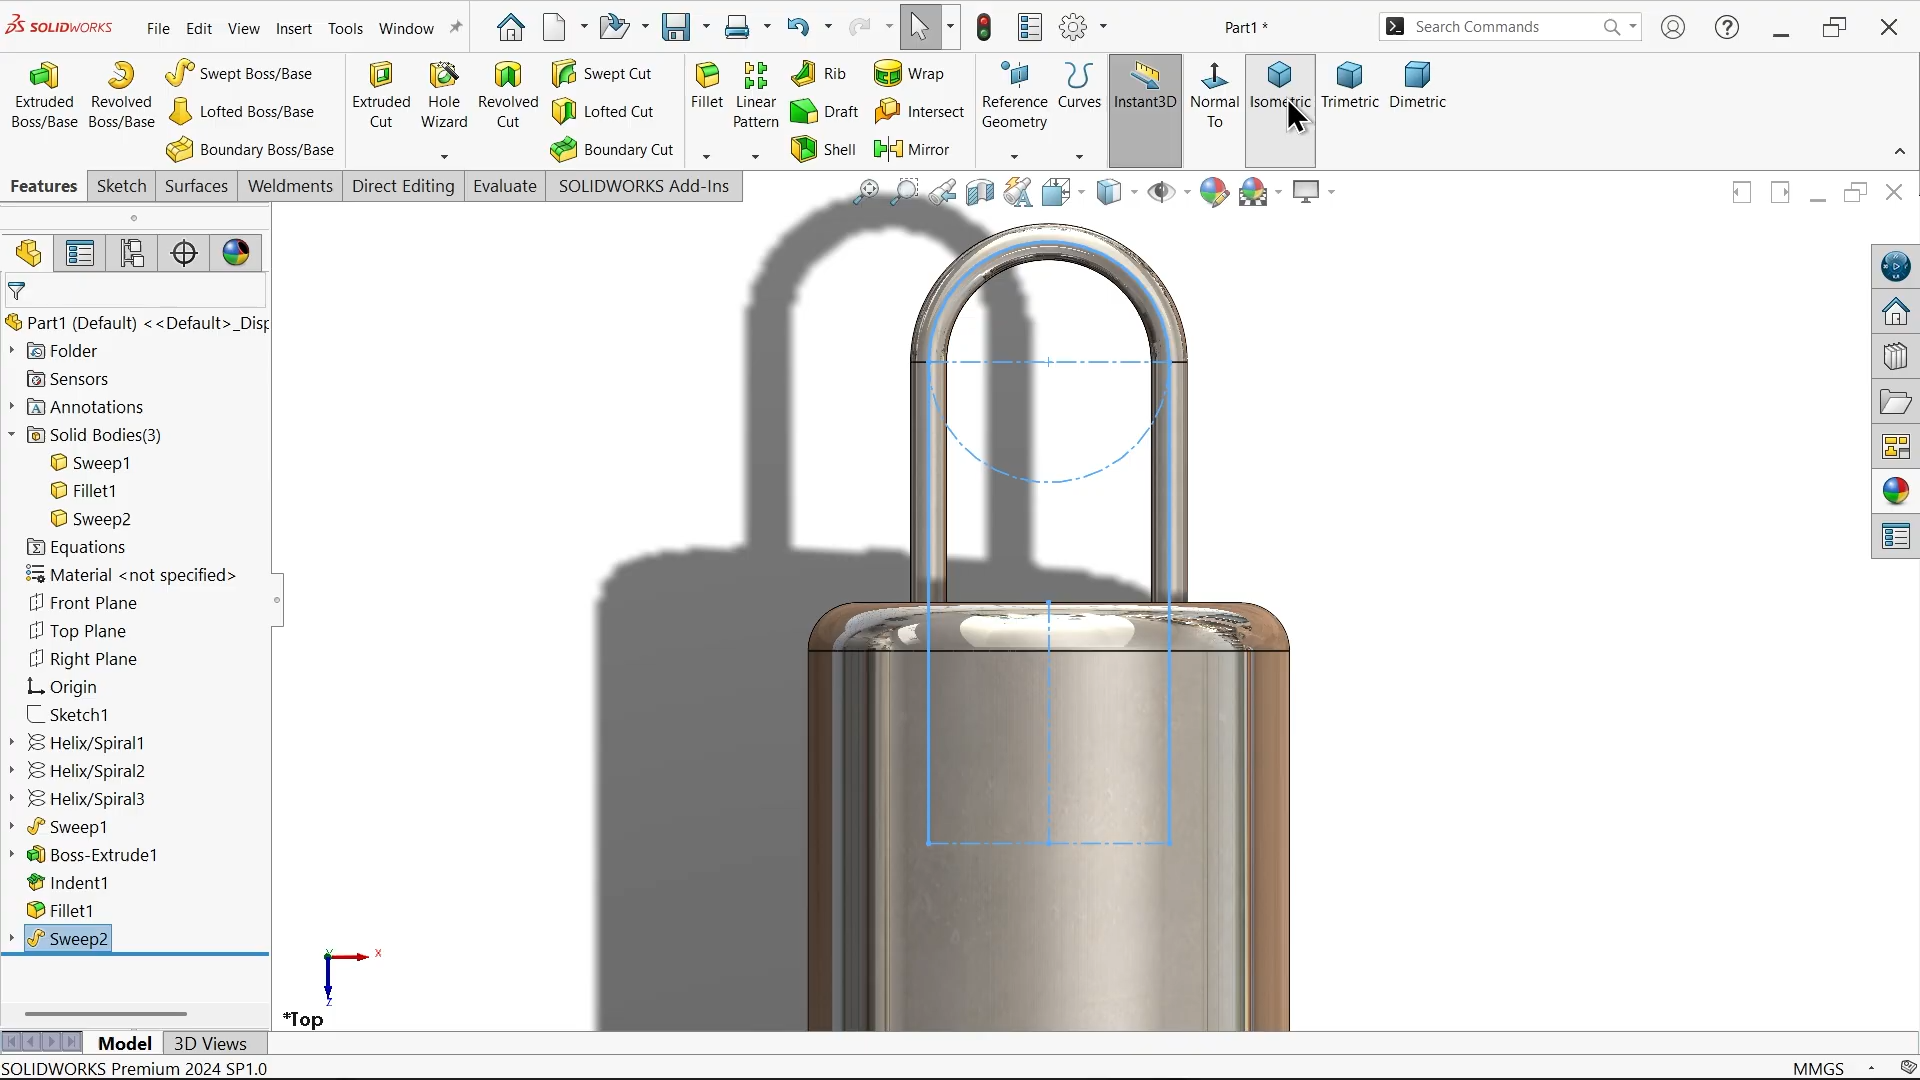 SOLIDWORKS File Edit View Insert Tools Window Part1 * Search Commands
Extruded Boss/Base
Revolved Boss/Base
Swept Boss/Base
Lofted Boss/Base
Boundary Boss/Base
Extruded Cut
Hole Wizard
Revolved Cut
Swept Cut
Lofted Cut
Boundary Cut
Fillet
Linear Pattern
Rib
Draft
Shell
Wrap
Intersect
Mirror
Reference Geometry
Curves
Instant3D
Normal To
Isometric
Trimetric
Dimetric
Features Sketch Surfaces Weldments Direct Editing Evaluate SOLIDWORKS Add-Ins
Part1 (Default) <<Default>_Disp
Folder
Sensors
Annotations
Solid Bodies(3)
Sweep1
Fillet1
Sweep2
Equations
Material <not specified>
Front Plane
Top Plane
Right Plane
Origin
Sketch1
Helix/Spiral1
Helix/Spiral2
Helix/Spiral3
Sweep1
Boss-Extrude1
Indent1
Fillet1
Sweep2
Y X
Z
*Top
Model 3D Views
SOLIDWORKS Premium 2024 SP1.0 MMGS